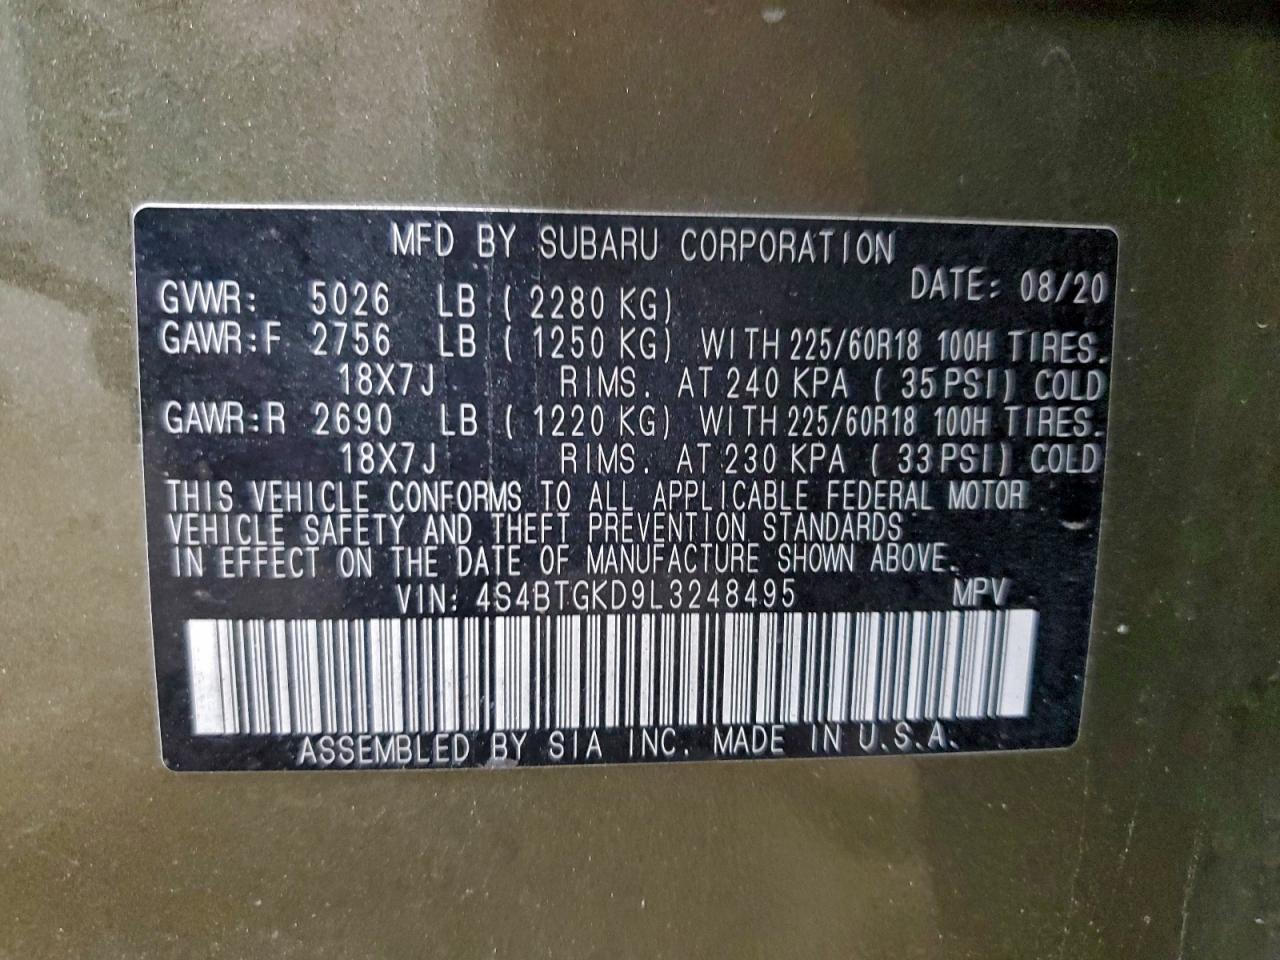 MFD BY SUBARU CORPORATION
DATE: 08/20
GVWR: 5026 LB ( 2280 KG)
GAWR:F 2756 LB ( 1250 KG) WITH 225/60R18 100H TIRES.
18X7J RIMS. AT 240 KPA ( 35 PSI) COLD
GAWR:R 2690 LB ( 1220 KG) WITH 225/60R18 100H TIRES.
18X7J RIMS. AT 230 KPA ( 33 PSI) COLD
THIS VEHICLE CONFORMS TO ALL APPLICABLE FEDERAL MOTOR
VEHICLE SAFETY AND THEFT PREVENTION STANDARDS
IN EFFECT ON THE DATE OF MANUFACTURE SHOWN ABOVE.
VIN: 4S4BTGKD9L3248495 MPV
ASSEMBLED BY SIA INC. MADE IN U.S.A.